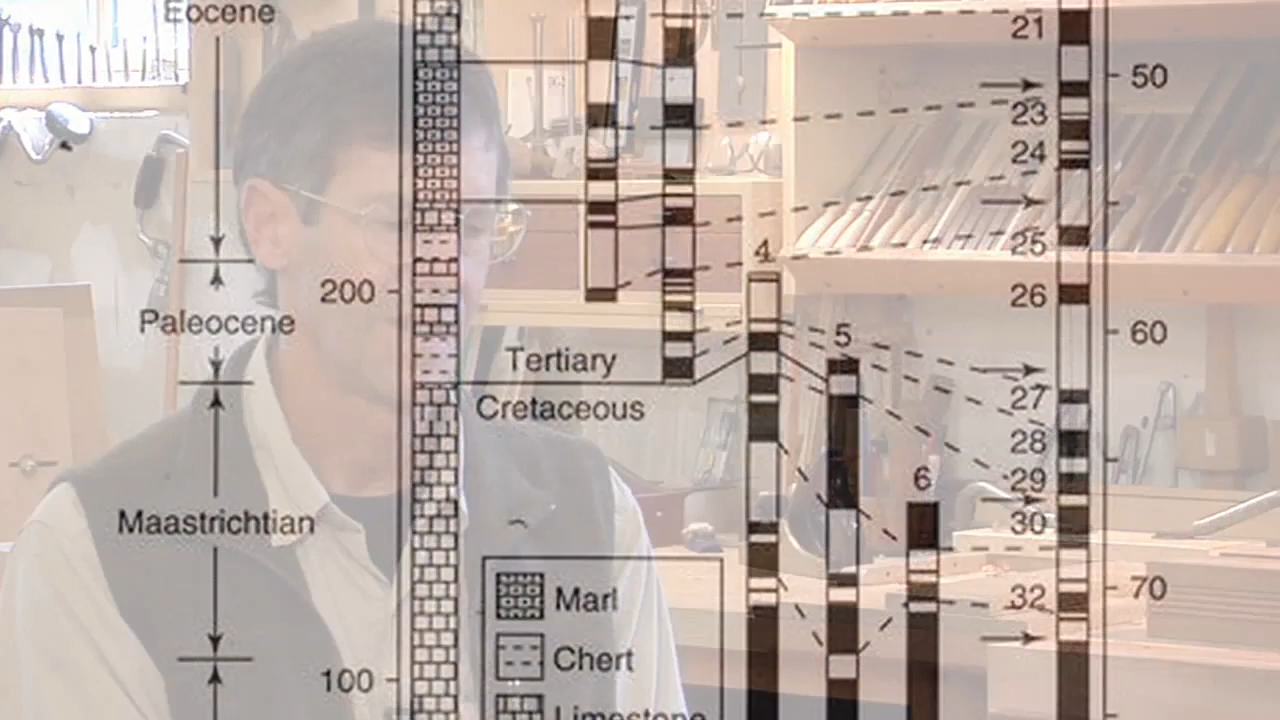 Eocene
21
50
23
24
4
25
200
26
Paleocene
5
60
Tertiary
27
Cretaceous
28
6
29
Maastrichtian
30
Marl
32
70
Chert
100
Limestone